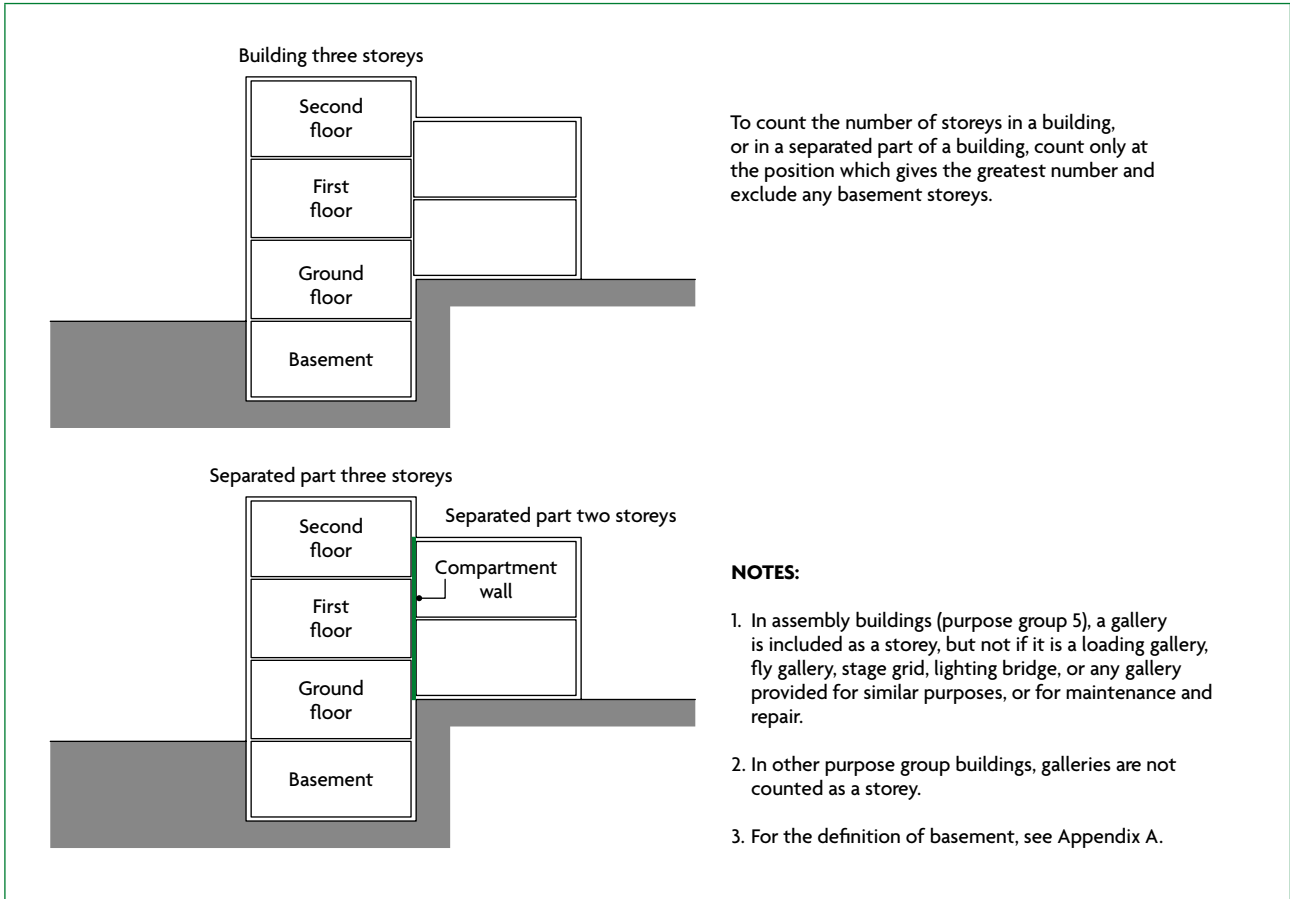 Building three storeys
Second
floor
First
floor
Ground
floor
Basement
To count the number of storeys in a building,
or in a separated part of a building, count only at
the position which gives the greatest number and
exclude any basement storeys.
Separated part three storeys
Separated part two storeys
Second
floor
Compartment
wall
First
floor
Ground
floor
Basement
NOTES:
1. In assembly buildings (purpose group 5), a gallery
is included as a storey, but not if it is a loading gallery,
fly gallery, stage grid, lighting bridge, or any gallery
provided for similar purposes, or for maintenance and
repair.
2. In other purpose group buildings, galleries are not
counted as a storey.
3. For the definition of basement, see Appendix A.